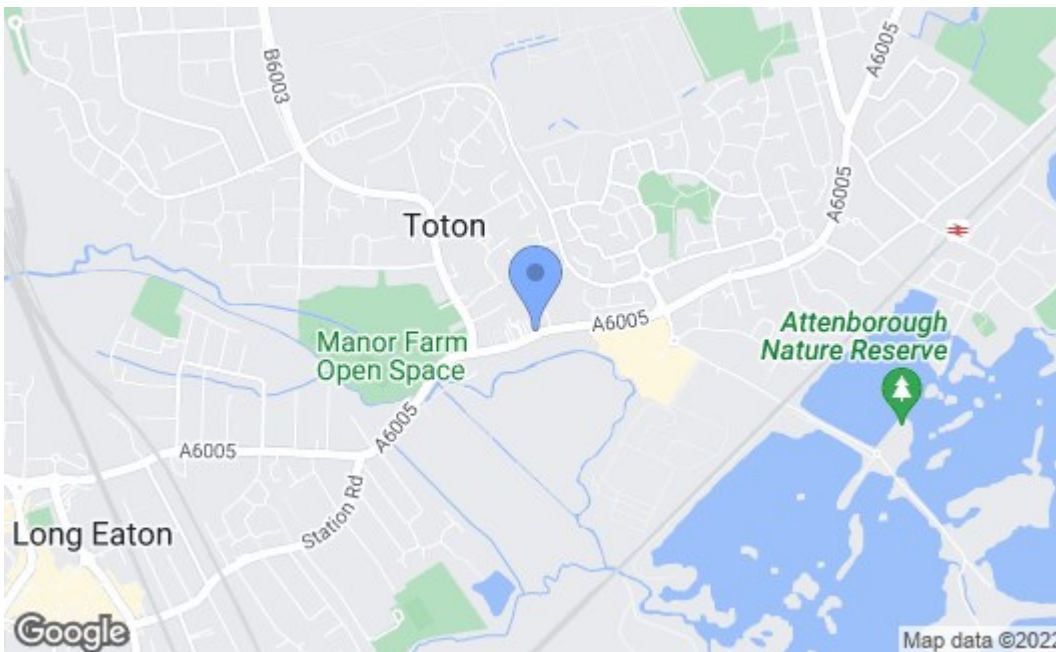 A6005
B6003
A6005
Toton
A6005
Manor Farm
Open Space
Attenborough
Nature Reserve
A6005
A6005
Station Rd
Long Eaton
Google
Map data ©2022